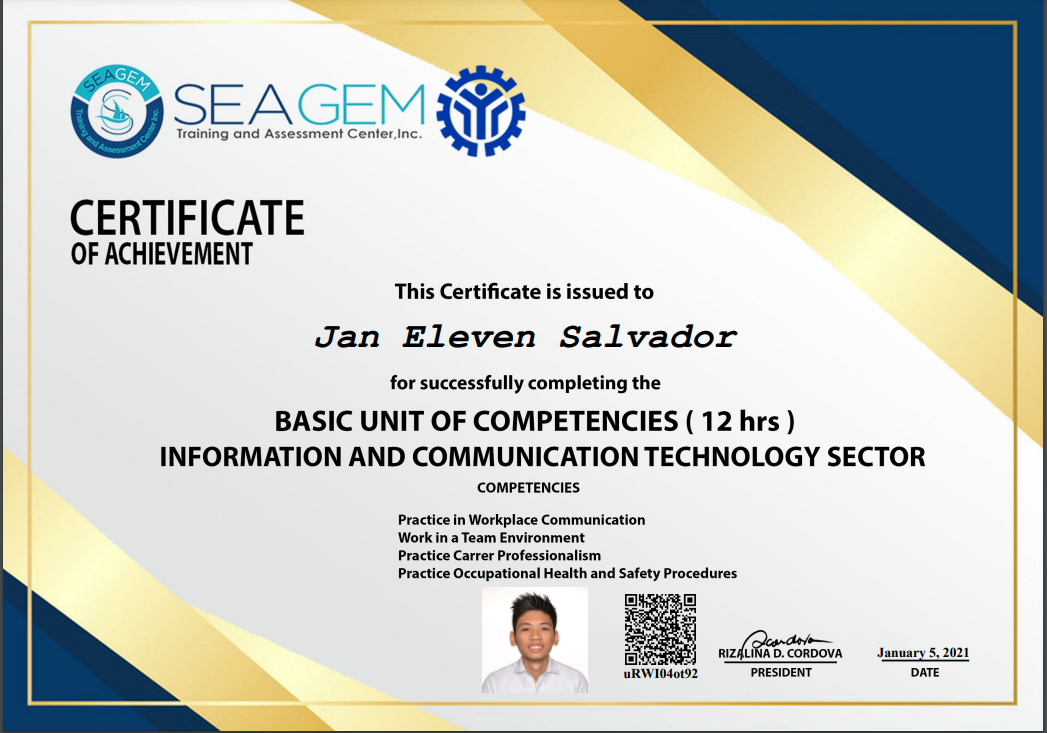 SEAGEM
Training and Assessment Center Inc.
SEAGEM
Training and Assessment Center,Inc.
CERTIFICATE
OF ACHIEVEMENT
This Certificate is issued to
Jan Eleven Salvador
for successfully completing the
BASIC UNIT OF COMPETENCIES ( 12 hrs )
INFORMATION AND COMMUNICATION TECHNOLOGY SECTOR
COMPETENCIES
Practice in Workplace Communication
Work in a Team Environment
Practice Carrer Professionalism
Practice Occupational Health and Safety Procedures
uRWI04ot92
Rcordova
RIZALINA D. CORDOVA
PRESIDENT
January 5, 2021
DATE